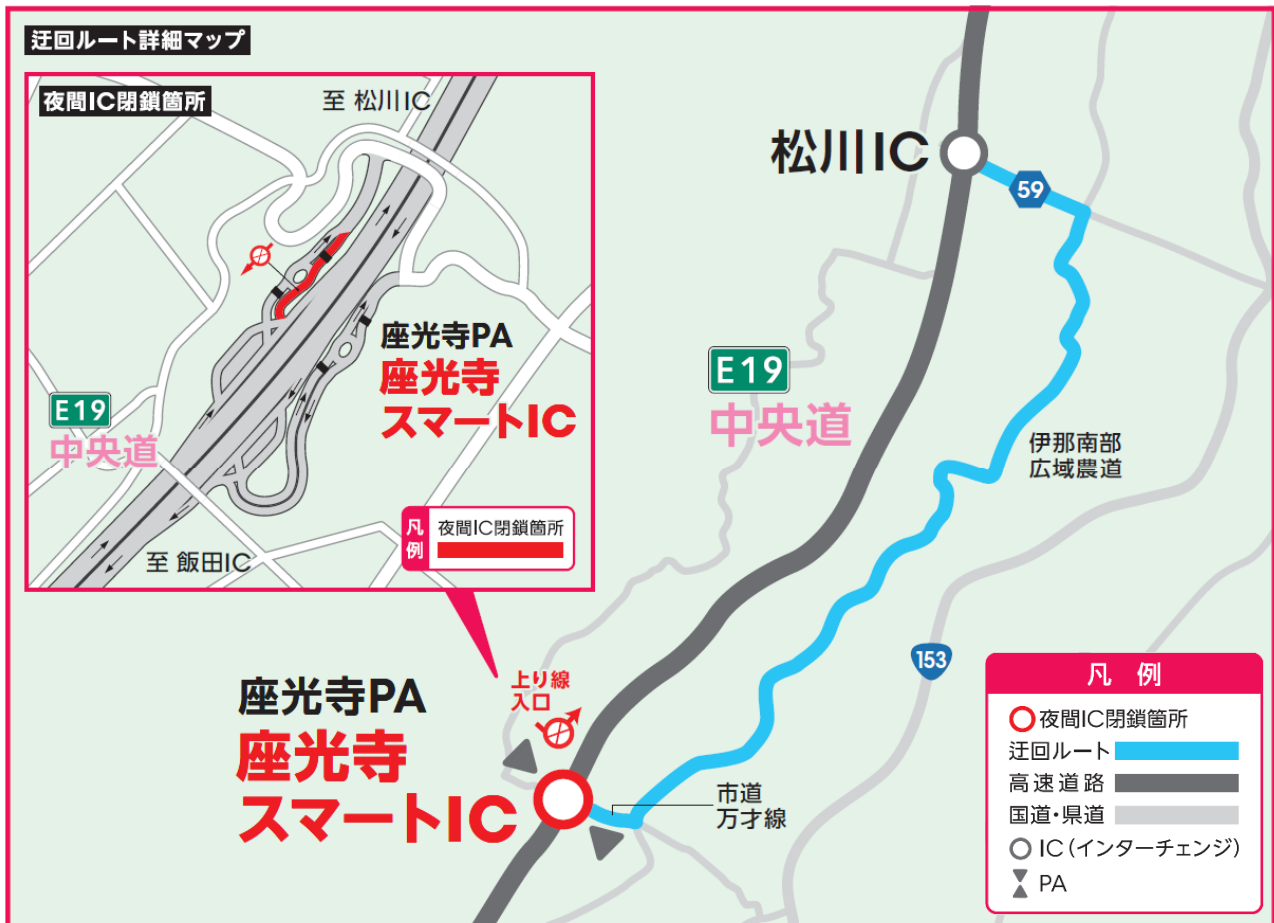 迂回ルート詳細マップ
夜間IC閉鎖箇所
至 松川IC
座光寺PA
座光寺
スマートIC
E19
中央道
凡例
夜間IC閉鎖箇所
至 飯田IC
松川IC
59
E19
中央道
伊那南部
広域農道
153
上り線
入口
座光寺PA
座光寺
スマートIC
市道
万才線
凡 例
夜間IC閉鎖箇所
迂回ルート
高速道路
国道・県道
IC(インターチェンジ)
PA